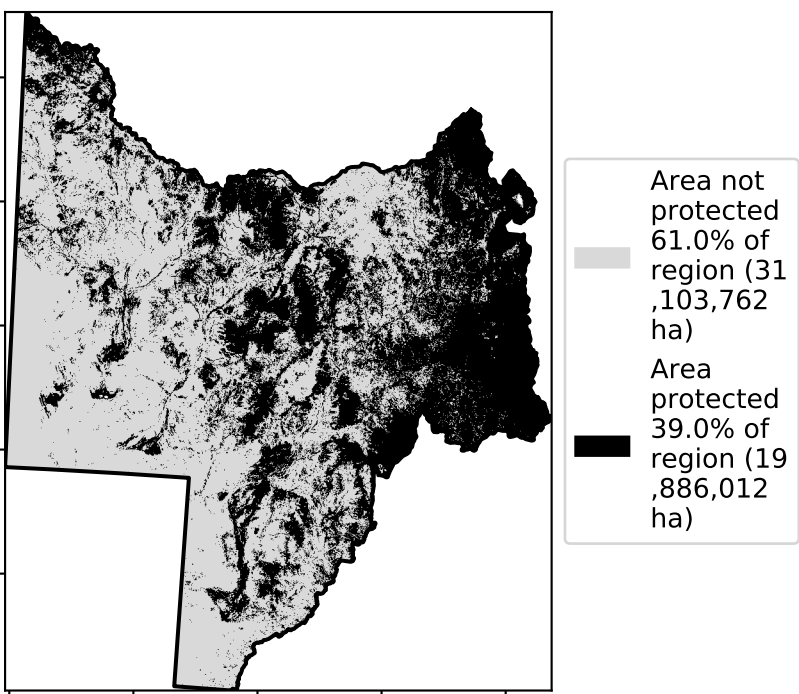 Area not
protected
61.0% of
region (31
,103,762
ha)
Area
protected
39.0% of
region (19
,886,012
ha)